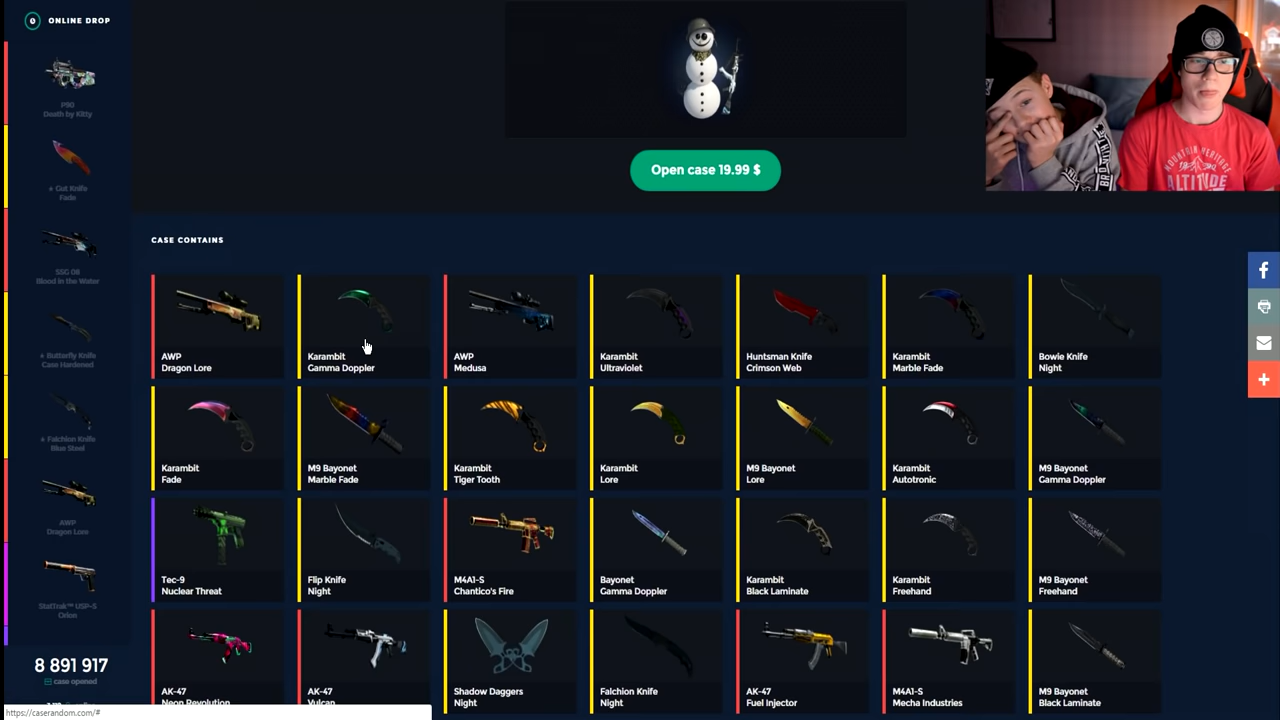 ONLINE DROP
P90
Death by Kitty
★ Gut Knife
Fade
SSG 08
Blood in the Water
★ Butterfly Knife
Case Hardened
★ Falchion Knife
Blue Steel
AWP
Dragon Lore
StatTrak™ USP-S
Orion
8 891 917
case opened
Open case 19.99 $
MOUNTAIN HERITAGE
ALTITUDE
CASE CONTAINS
AWP
Dragon Lore
Karambit
Gamma Doppler
AWP
Medusa
Karambit
Ultraviolet
Huntsman Knife
Crimson Web
Karambit
Marble Fade
Bowie Knife
Night
Karambit
Fade
M9 Bayonet
Marble Fade
Karambit
Tiger Tooth
Karambit
Lore
M9 Bayonet
Lore
Karambit
Autotronic
M9 Bayonet
Gamma Doppler
Tec-9
Nuclear Threat
Flip Knife
Night
M4A1-S
Chantico's Fire
Bayonet
Gamma Doppler
Karambit
Black Laminate
Karambit
Freehand
M9 Bayonet
Freehand
AK-47
Neon Revolution
AK-47
Vulcan
Shadow Daggers
Night
Falchion Knife
Night
AK-47
Fuel Injector
M4A1-S
Mecha Industries
M9 Bayonet
Black Laminate
https://caserandom.com/#